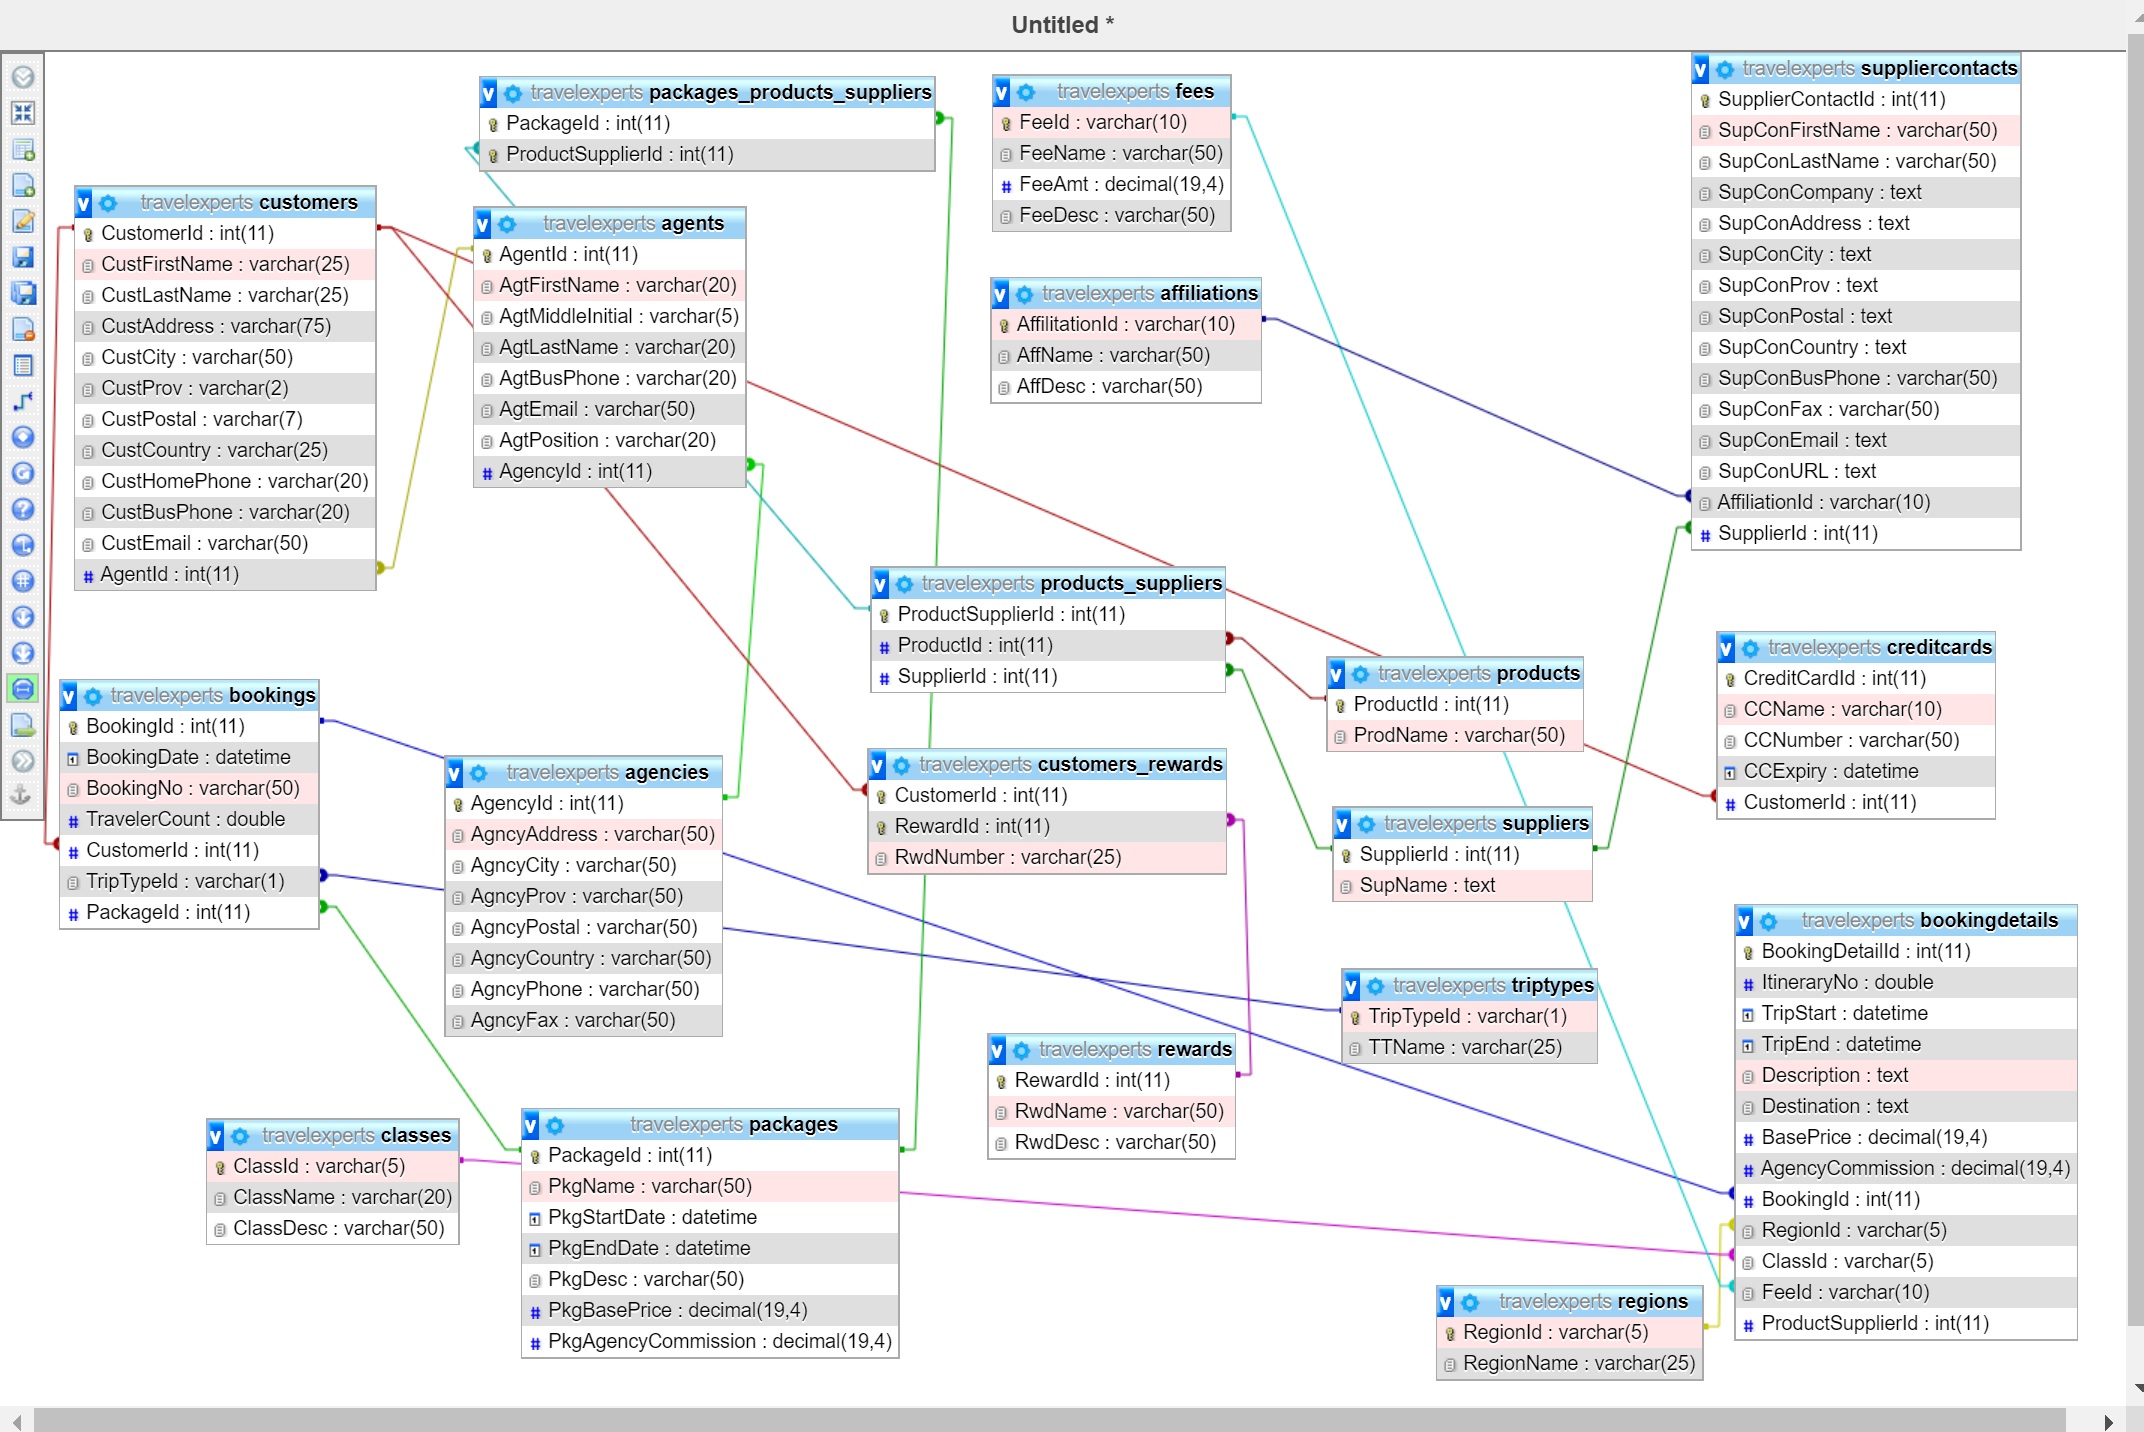 Untitled *
travelexperts packages_products_suppliers
PackageId : int(11)
ProductSupplierId : int(11)
travelexperts fees
FeeId : varchar(10)
FeeName : varchar(50)
FeeAmt : decimal(19,4)
FeeDesc : varchar(50)
travelexperts suppliercontacts
SupplierContactId : int(11)
SupConFirstName : varchar(50)
SupConLastName : varchar(50)
SupConCompany : text
SupConAddress : text
SupConCity : text
SupConProv : text
SupConPostal : text
SupConCountry : text
SupConBusPhone : varchar(50)
SupConFax : varchar(50)
SupConEmail : text
SupConURL : text
AffiliationId : varchar(10)
SupplierId : int(11)
travelexperts customers
CustomerId : int(11)
CustFirstName : varchar(25)
CustLastName : varchar(25)
CustAddress : varchar(75)
CustCity : varchar(50)
CustProv : varchar(2)
CustPostal : varchar(7)
CustCountry : varchar(25)
CustHomePhone : varchar(20)
CustBusPhone : varchar(20)
CustEmail : varchar(50)
AgentId : int(11)
travelexperts agents
AgentId : int(11)
AgtFirstName : varchar(20)
AgtMiddleInitial : varchar(5)
AgtLastName : varchar(20)
AgtBusPhone : varchar(20)
AgtEmail : varchar(50)
AgtPosition : varchar(20)
AgencyId : int(11)
travelexperts affiliations
AffilitationId : varchar(10)
AffName : varchar(50)
AffDesc : varchar(50)
travelexperts products_suppliers
ProductSupplierId : int(11)
ProductId : int(11)
SupplierId : int(11)
travelexperts products
ProductId : int(11)
ProdName : varchar(50)
travelexperts creditcards
CreditCardId : int(11)
CCName : varchar(10)
CCNumber : varchar(50)
CCExpiry : datetime
CustomerId : int(11)
travelexperts bookings
BookingId : int(11)
BookingDate : datetime
BookingNo : varchar(50)
TravelerCount : double
CustomerId : int(11)
TripTypeId : varchar(1)
PackageId : int(11)
travelexperts agencies
AgencyId : int(11)
AgncyAddress : varchar(50)
AgncyCity : varchar(50)
AgncyProv : varchar(50)
AgncyPostal : varchar(50)
AgncyCountry : varchar(50)
AgncyPhone : varchar(50)
AgncyFax : varchar(50)
travelexperts customers_rewards
CustomerId : int(11)
RewardId : int(11)
RwdNumber : varchar(25)
travelexperts suppliers
SupplierId : int(11)
SupName : text
travelexperts bookingdetails
BookingDetailId : int(11)
ItineraryNo : double
TripStart : datetime
TripEnd : datetime
Description : text
Destination : text
BasePrice : decimal(19,4)
AgencyCommission : decimal(19,4)
BookingId : int(11)
RegionId : varchar(5)
ClassId : varchar(5)
FeeId : varchar(10)
ProductSupplierId : int(11)
travelexperts triptypes
TripTypeId : varchar(1)
TTName : varchar(25)
travelexperts rewards
RewardId : int(11)
RwdName : varchar(50)
RwdDesc : varchar(50)
travelexperts classes
ClassId : varchar(5)
ClassName : varchar(20)
ClassDesc : varchar(50)
travelexperts packages
PackageId : int(11)
PkgName : varchar(50)
PkgStartDate : datetime
PkgEndDate : datetime
PkgDesc : varchar(50)
PkgBasePrice : decimal(19,4)
PkgAgencyCommission : decimal(19,4)
travelexperts regions
RegionId : varchar(5)
RegionName : varchar(25)